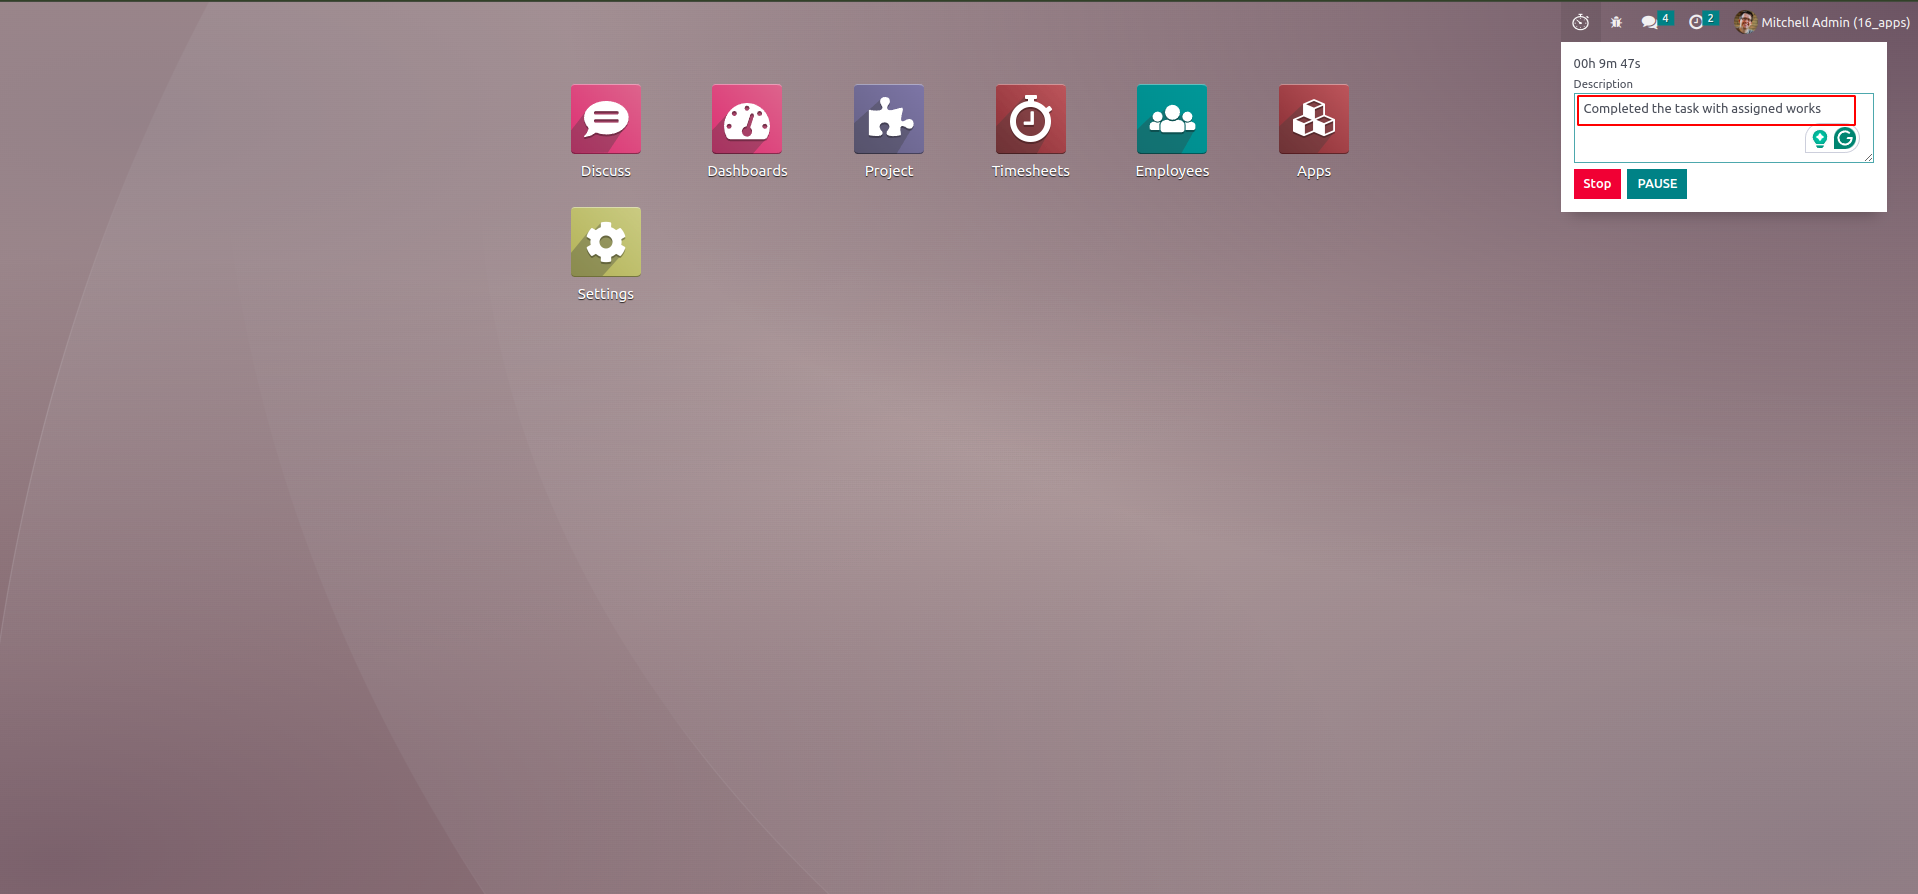 4
2
Mitchell Admin (16_apps)
00h 9m 47s
Description
Completed the task with assigned works
Stop PAUSE
Discuss Dashboards Project Timesheets Employees Apps
Settings